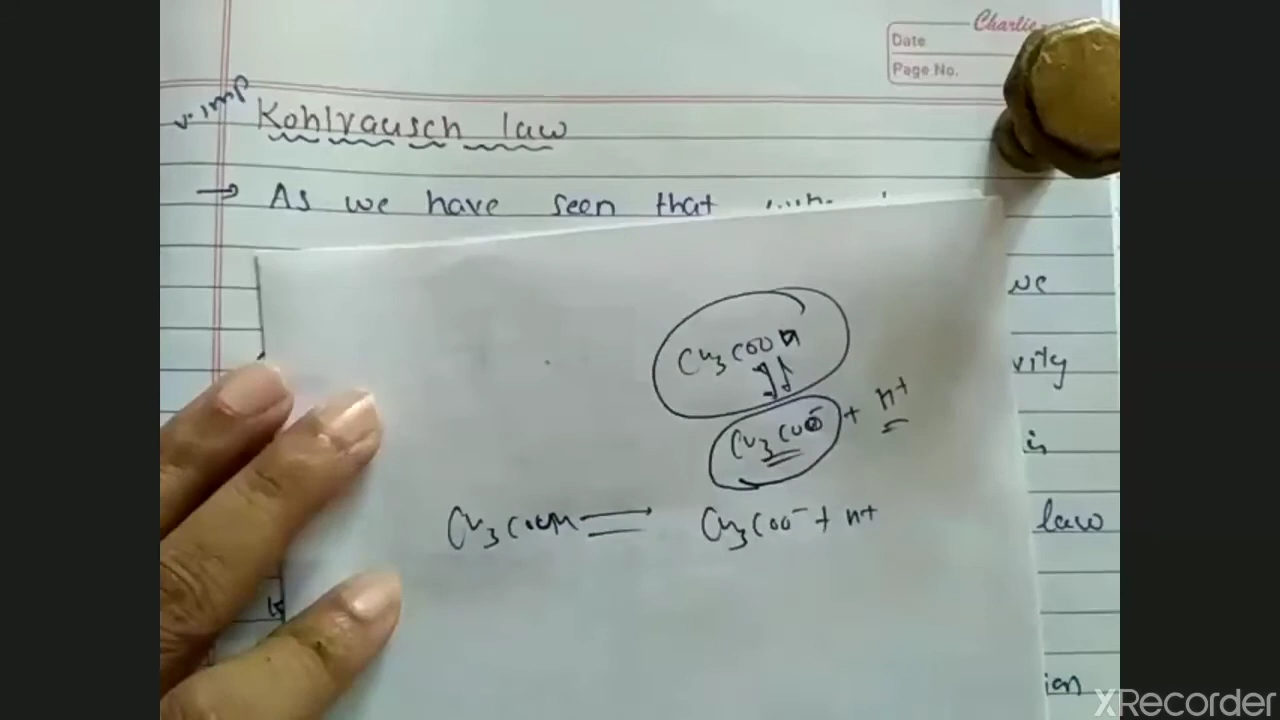 Charlie
Date
Page No.
v. imp
Kohlrausch law
→ As we have seen that
we
CH3COOH
vity
CH3COO- + H+
is
CH3COOH ⇌ CH3COO- + H+
law
ion
XRecorder